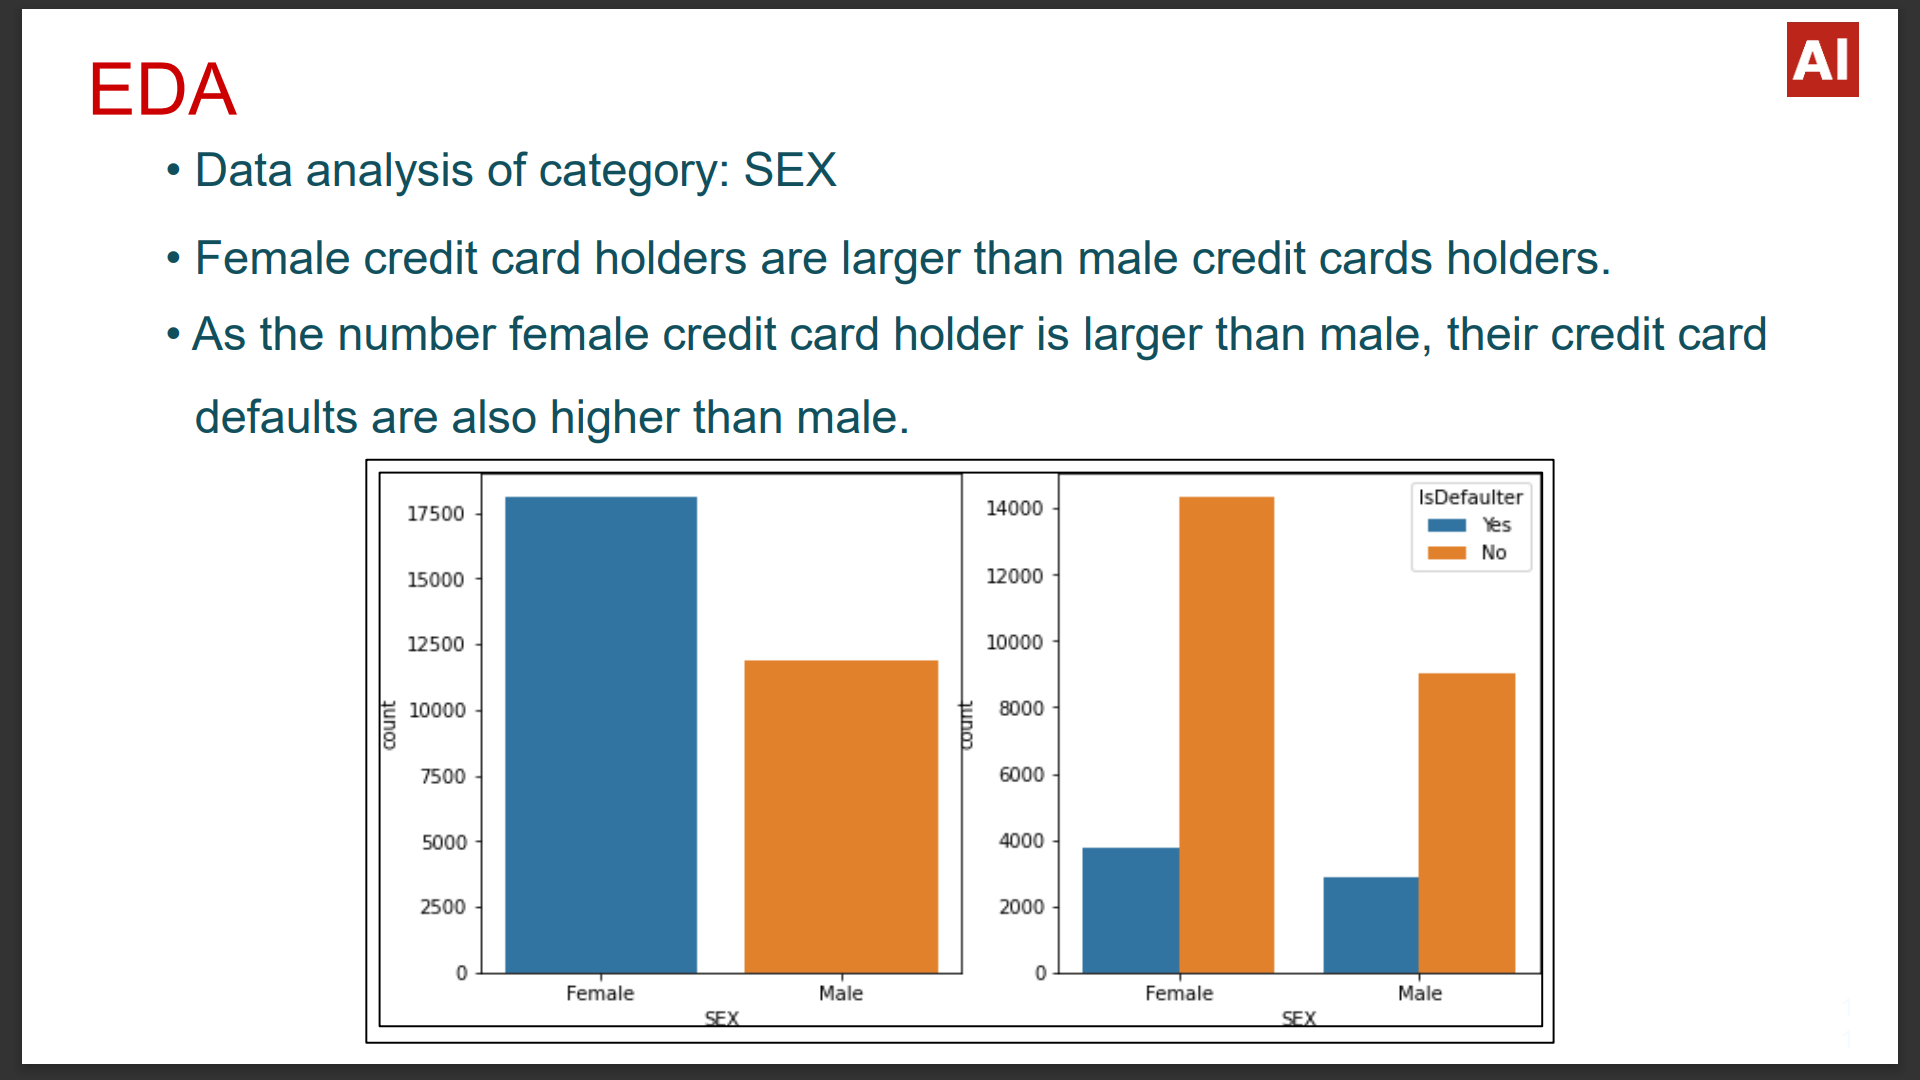 EDA
AI
• Data analysis of category: SEX
• Female credit card holders are larger than male credit cards holders.
• As the number female credit card holder is larger than male, their credit card
defaults are also higher than male.
17500
15000
12500
10000
7500
5000
2500
0
count
Female Male
SEX
14000
12000
10000
8000
6000
4000
2000
0
count
IsDefaulter
Yes
No
Female Male
SEX